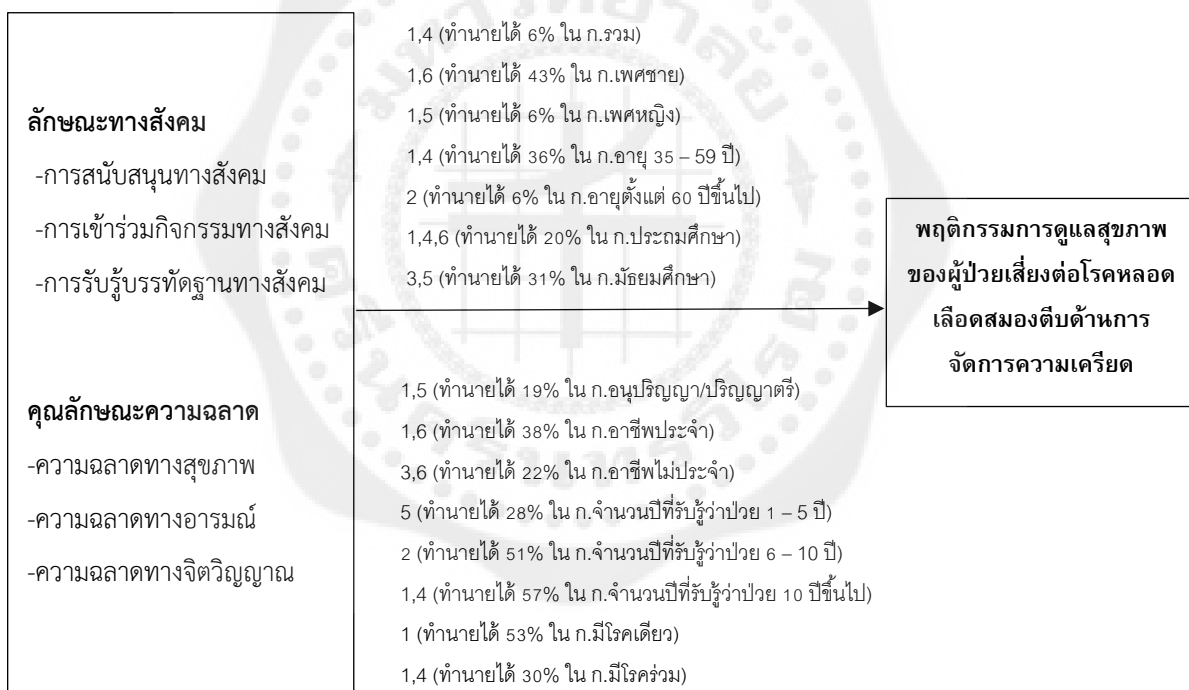 ลักษณะทางสังคม
-การสนับสนุนทางสังคม
-การเข้าร่วมกิจกรรมทางสังคม
-การรับรู้บรรทัดฐานทางสังคม
คุณลักษณะความฉลาด
-ความฉลาดทางสุขภาพ
-ความฉลาดทางอารมณ์
-ความฉลาดทางจิตวิญญาณ
1,4 (ทำนายได้ 6% ใน ก.รวม)
1,6 (ทำนายได้ 43% ใน ก.เพศชาย)
1,5 (ทำนายได้ 6% ใน ก.เพศหญิง)
1,4 (ทำนายได้ 36% ใน ก.อายุ 35 – 59 ปี)
2 (ทำนายได้ 6% ใน ก.อายุตั้งแต่ 60 ปีขึ้นไป)
1,4,6 (ทำนายได้ 20% ใน ก.ประถมศึกษา)
3,5 (ทำนายได้ 31% ใน ก.มัธยมศึกษา)
1,5 (ทำนายได้ 19% ใน ก.อนุปริญญา/ปริญญาตรี)
1,6 (ทำนายได้ 38% ใน ก.อาชีพประจำ)
3,6 (ทำนายได้ 22% ใน ก.อาชีพไม่ประจำ)
5 (ทำนายได้ 28% ใน ก.จำนวนปีที่รับรู้ว่าป่วย 1 – 5 ปี)
2 (ทำนายได้ 51% ใน ก.จำนวนปีที่รับรู้ว่าป่วย 6 – 10 ปี)
1,4 (ทำนายได้ 57% ใน ก.จำนวนปีที่รับรู้ว่าป่วย 10 ปีขึ้นไป)
1 (ทำนายได้ 53% ใน ก.มีโรคเดียว)
1,4 (ทำนายได้ 30% ใน ก.มีโรคร่วม)
พฤติกรรมการดูแลสุขภาพ
ของผู้ป่วยเสี่ยงต่อโรคหลอด
เลือดสมองตีบด้านการ
จัดการความเครียด